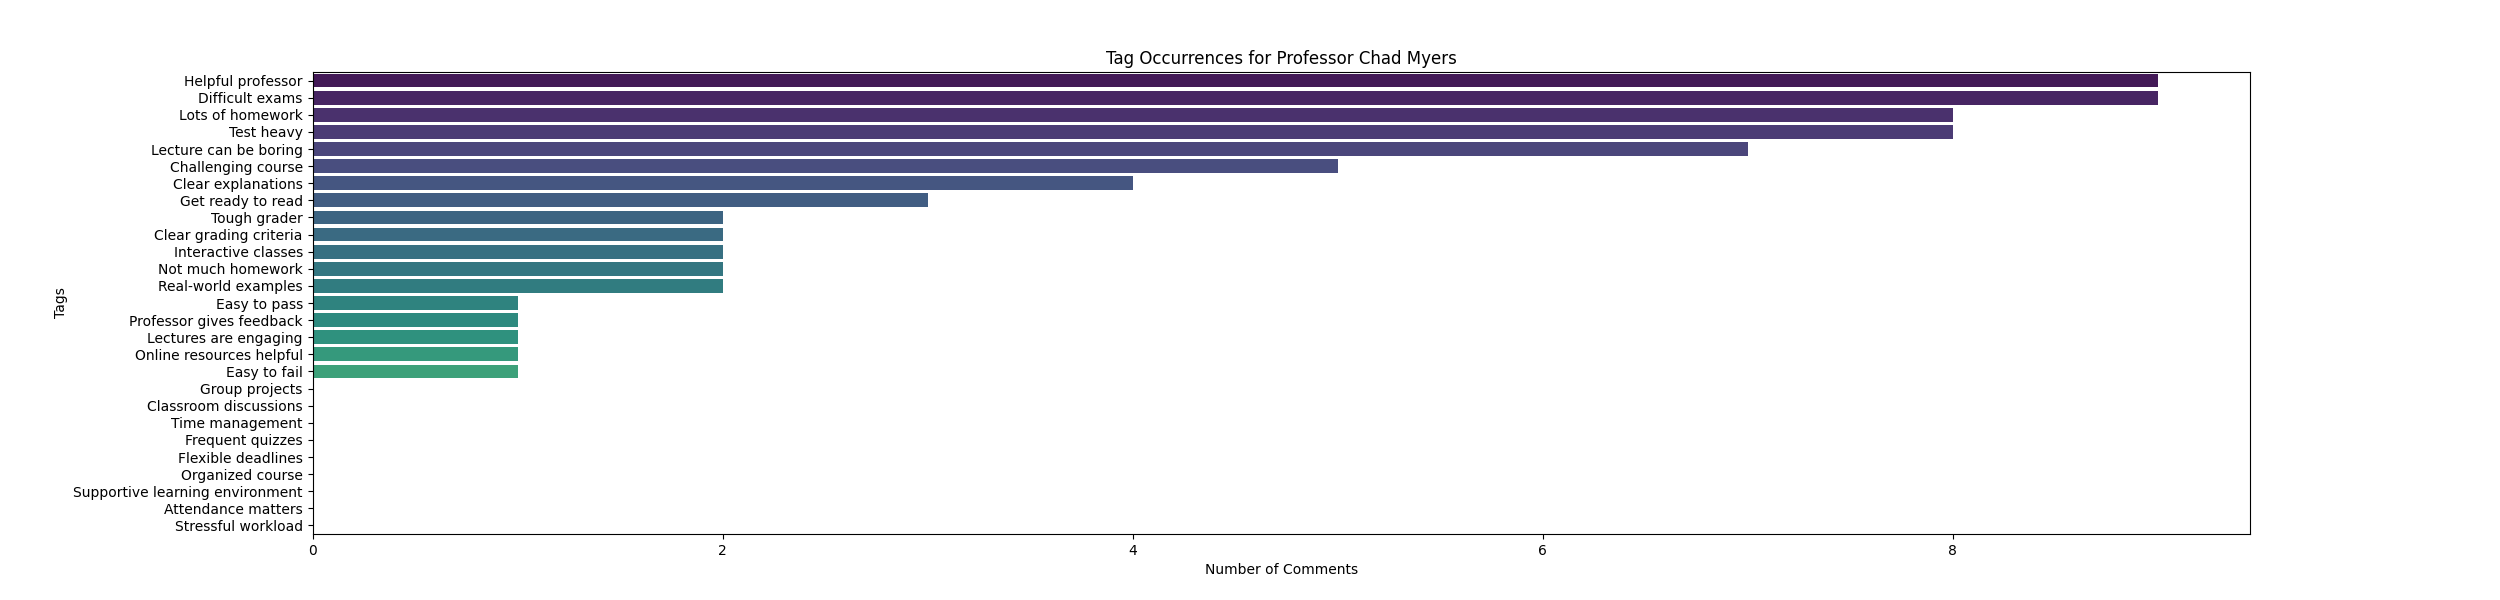 Tag Occurrences for Professor Chad Myers
Helpful professor
Difficult exams
Lots of homework
Test heavy
Lecture can be boring
Challenging course
Clear explanations
Get ready to read
Tough grader
Clear grading criteria
Interactive classes
Not much homework
Real-world examples
Easy to pass
Professor gives feedback
Lectures are engaging
Online resources helpful
Easy to fail
Group projects
Classroom discussions
Time management
Frequent quizzes
Flexible deadlines
Organized course
Supportive learning environment
Attendance matters
Stressful workload
Tags
0 2 4 6 8
Number of Comments